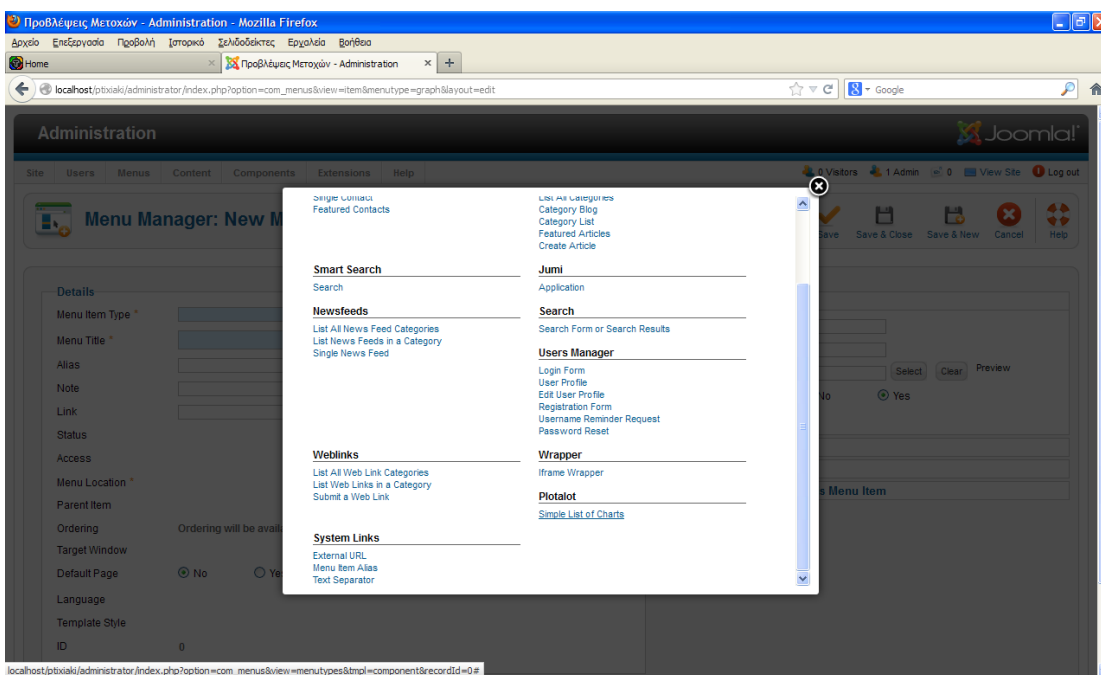 Προβλέψεις Μετοχών - Administration - Mozilla Firefox
Αρχείο Επεξεργασία Προβολή Ιστορικό Σελιδοδείκτες Εργαλεία Βοήθεια
Home Προβλέψεις Μετοχών - Administration
localhost/ptixiaki/administrator/index.php?option=com_menus&view=item&menutype=graph&layout=edit Google
Administration Joomla!
Site Users Menus Content Components Extensions Help 0 Visitors 1 Admin 0 View Site Log out
Menu Manager: New M Save Save & Close Save & New Cancel Help
Single Contact
Featured Contacts
List All Categories
Category Blog
Category List
Featured Articles
Create Article
Smart Search
Search
Jumi
Application
Newsfeeds
List All News Feed Categories
List News Feeds in a Category
Single News Feed
Search
Search Form or Search Results
Users Manager
Login Form
User Profile
Edit User Profile
Registration Form
Username Reminder Request
Password Reset
Weblinks
List All Web Link Categories
List Web Links in a Category
Submit a Web Link
Wrapper
Iframe Wrapper
Plotalot
Simple List of Charts
System Links
External URL
Menu Item Alias
Text Separator
Details
Menu Item Type *
Menu Title *
Alias
Note
Link
Status
Access
Menu Location *
Parent Item
Ordering Ordering will be availa
Target Window
Default Page No Yes
Language
Template Style
ID 0
Select Clear Preview
No Yes
s Menu Item
localhost/ptixiaki/administrator/index.php?option=com_menus&view=menutypes&tmpl=component&recordId=0#